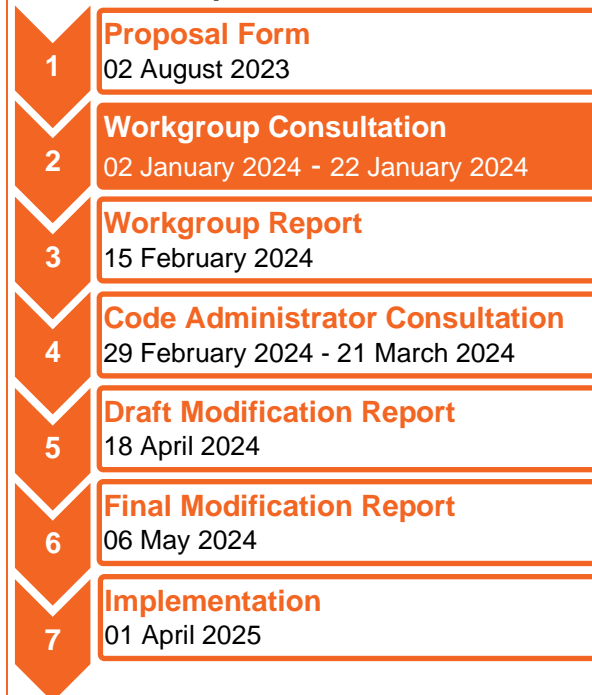 1
Proposal Form
02 August 2023
2
Workgroup Consultation
02 January 2024 - 22 January 2024
3
Workgroup Report
15 February 2024
4
Code Administrator Consultation
29 February 2024 - 21 March 2024
5
Draft Modification Report
18 April 2024
6
Final Modification Report
06 May 2024
7
Implementation
01 April 2025